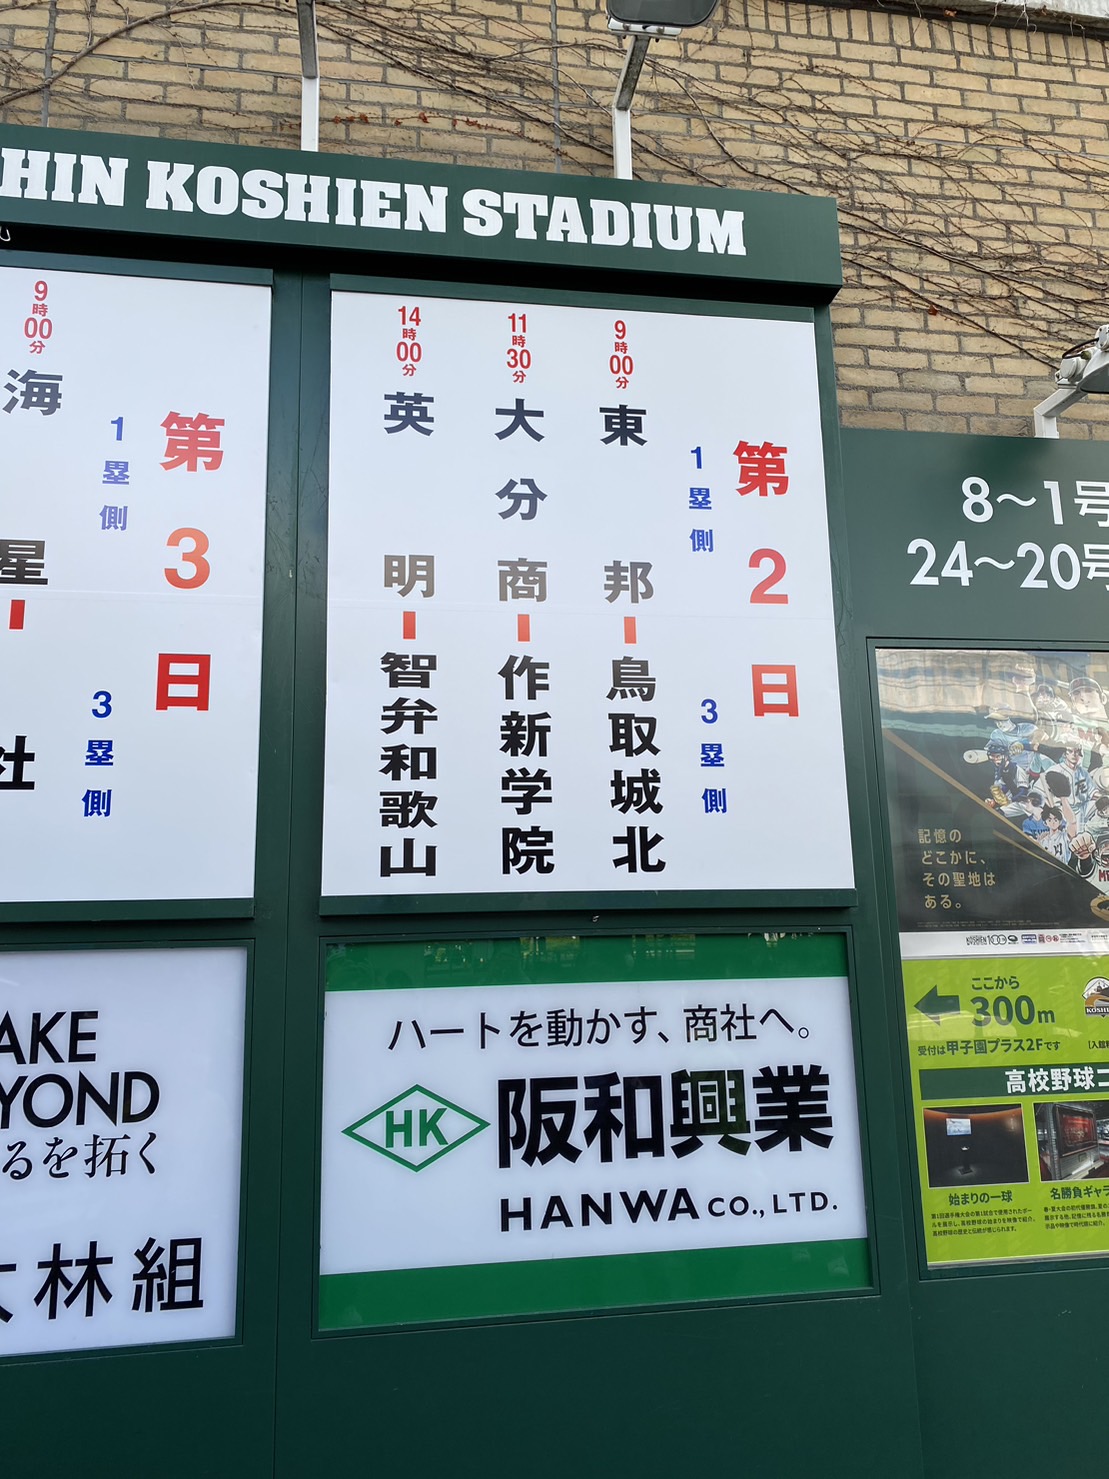 HIN KOSHIEN STADIUM
第2日
1塁側
3塁側
9時00分
東邦ー鳥取城北
11時30分
大分商ー作新学院
14時00分
英明ー智弁和歌山
第3日
1塁側
3塁側
9時00分
海
星ー
社
8〜1号
24〜20号
記憶の
どこかに、
その聖地は
ある。
ここから
300m
受付は甲子園プラス2Fです
高校野球
始まりの一球
名勝負ギャラ
AKE
YOND
るを拓く
林組
ハートを動かす、商社へ。
HK
阪和興業
HANWA CO., LTD.